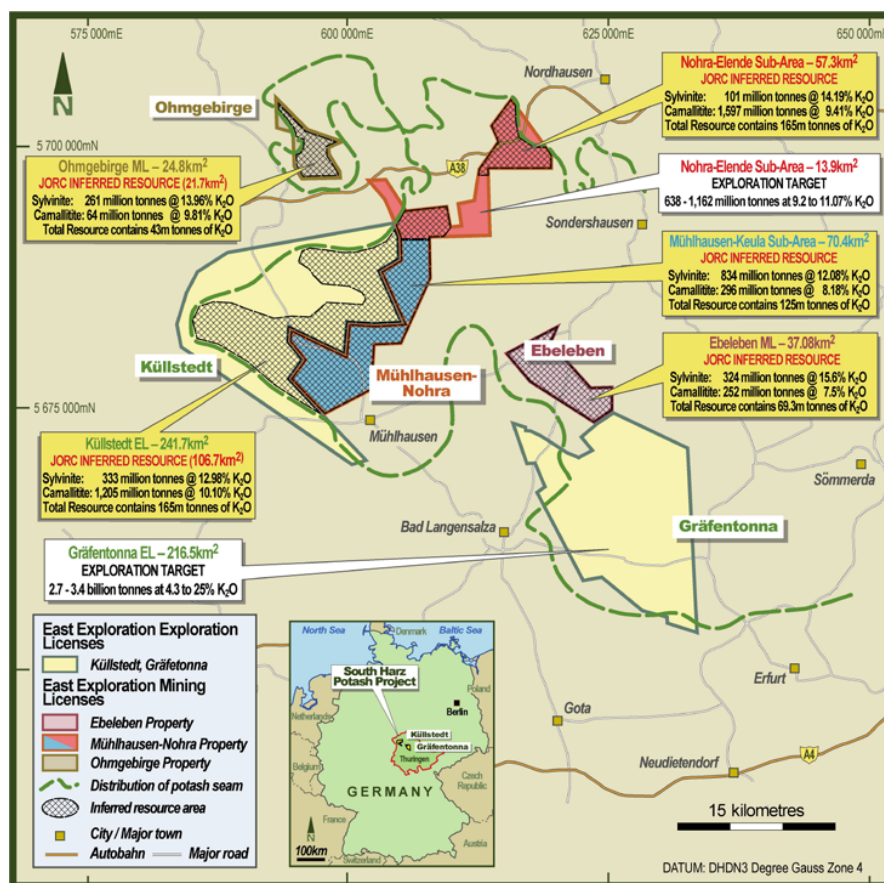 575 000mE
600 000mE
625 000mE
650 000m
N
Nordhausen
Ohmgebirge
5 700 000mN
A38
Nohra-Elende Sub-Area – 57.3km²
JORC INFERRED RESOURCE
Sylvinite: 101 million tonnes @ 14.19% K₂O
Carnallitite: 1,597 million tonnes @ 9.41% K₂O
Total Resource contains 165m tonnes of K₂O
Ohmgebirge ML – 24.8km²
JORC INFERRED RESOURCE (21.7km²)
Sylvinite: 261 million tonnes @ 13.96% K₂O
Carnallitite: 64 million tonnes @ 9.81% K₂O
Total Resource contains 43m tonnes of K₂O
Nohra-Elende Sub-Area – 13.9km²
EXPLORATION TARGET
638 - 1,162 million tonnes at 9.2 to 11.07% K₂O
Sondershausen
Mühlhausen-Keula Sub-Area – 70.4km²
JORC INFERRED RESOURCE
Sylvinite: 834 million tonnes @ 12.08% K₂O
Carnallitite: 296 million tonnes @ 8.18% K₂O
Total Resource contains 125m tonnes of K₂O
Küllstedt
Mühlhausen-
Nohra
Ebeleben
Ebeleben ML – 37.08km²
JORC INFERRED RESOURCE
Sylvinite: 324 million tonnes @ 15.6% K₂O
Carnallitite: 252 million tonnes @ 7.5% K₂O
Total Resource contains 69.3m tonnes of K₂O
5 675 000mN
Mühlhausen
Küllstedt EL – 241.7km²
JORC INFERRED RESOURCE (106.7km²)
Sylvinite: 333 million tonnes @ 12.98% K₂O
Carnallitite: 1,205 million tonnes @ 10.10% K₂O
Total Resource contains 165m tonnes of K₂O
Sömmerda
Bad Langensalza
Gräfentonna
Gräfentonna EL – 216.5km²
EXPLORATION TARGET
2.7 - 3.4 billion tonnes at 4.3 to 25% K₂O
East Exploration Exploration
Licenses
Küllstedt, Gräfetonna
East Exploration Mining
Licenses
Ebeleben Property
Mühlhausen-Nohra Property
Ohmgebirge Property
Distribution of potash seam
Inferred resource area
City / Major town
Autobahn
Major road
North Sea
Denmark
Baltic Sea
South Harz
Potash Project
Poland
Berlin
Netherlands
Küllstedt
Gräfentonna
Thuringen
Belgium
GERMANY
Czech
Republic
France
N
100km
Austria
Switzerland
Erfurt
Gota
Neudietendorf
A4
15 kilometres
DATUM: DHDN3 Degree Gauss Zone 4